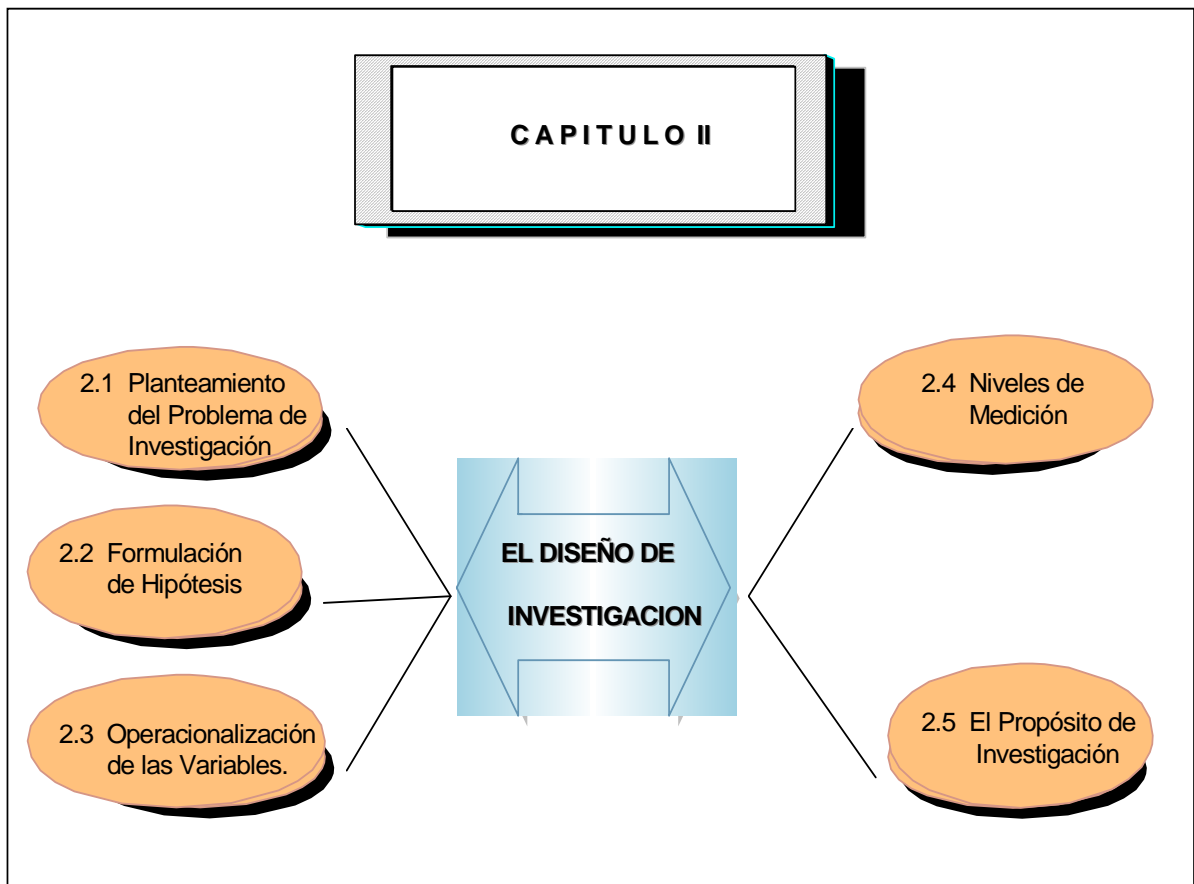 CAPITULO II
2.1 Planteamiento
del Problema de
Investigación
2.2 Formulación
de Hipótesis
2.3 Operacionalización
de las Variables.
EL DISEÑO DE
INVESTIGACION
2.4 Niveles de
Medición
2.5 El Propósito de
Investigación